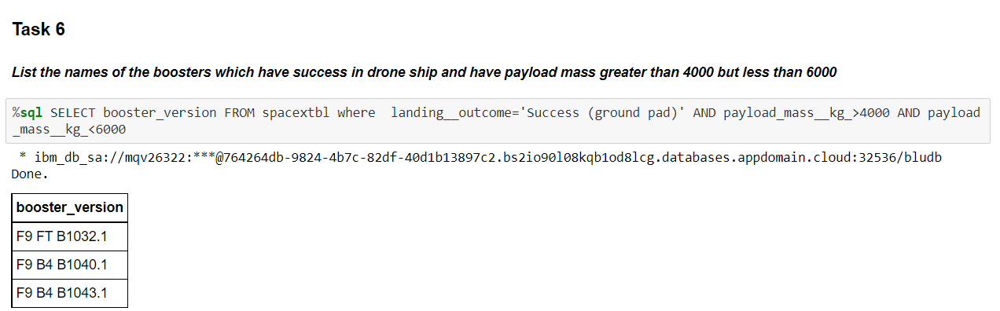 Task 6
List the names of the boosters which have success in drone ship and have payload mass greater than 4000 but less than 6000
%sql SELECT booster_version FROM spacextbl where  landing__outcome='Success (ground pad)' AND payload_mass__kg_>4000 AND payload
_mass__kg_<6000
* ibm_db_sa://mqv26322:***@764264db-9824-4b7c-82df-40d1b13897c2.bs2io90l08kqb1od8lcg.databases.appdomain.cloud:32536/bludb
Done.
booster_version
F9 FT B1032.1
F9 B4 B1040.1
F9 B4 B1043.1